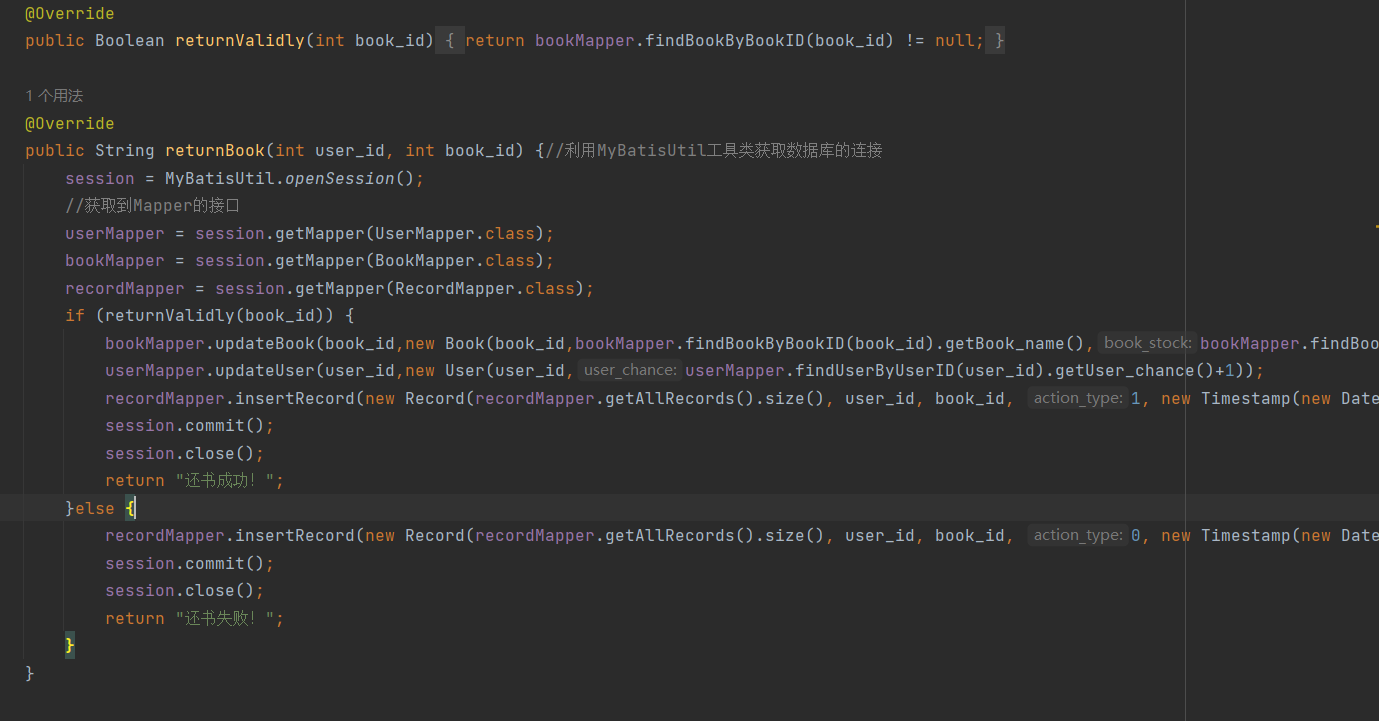 @Override
public Boolean returnValidly(int book_id) { return bookMapper.findBookByBookID(book_id) != null; }
1 个用法
@Override
public String returnBook(int user_id, int book_id) {//利用MyBatisUtil工具类获取数据库的连接
session = MyBatisUtil.openSession();
//获取到Mapper的接口
userMapper = session.getMapper(UserMapper.class);
bookMapper = session.getMapper(BookMapper.class);
recordMapper = session.getMapper(RecordMapper.class);
if (returnValidly(book_id)) {
bookMapper.updateBook(book_id,new Book(book_id,bookMapper.findBookByBookID(book_id).getBook_name(), book_stock: bookMapper.findBoo
userMapper.updateUser(user_id,new User(user_id, user_chance: userMapper.findUserByUserID(user_id).getUser_chance()+1));
recordMapper.insertRecord(new Record(recordMapper.getAllRecords().size(), user_id, book_id, action_type: 1, new Timestamp(new Date
session.commit();
session.close();
return "还书成功！";
}else {
recordMapper.insertRecord(new Record(recordMapper.getAllRecords().size(), user_id, book_id, action_type: 0, new Timestamp(new Date
session.commit();
session.close();
return "还书失败！";
}
}